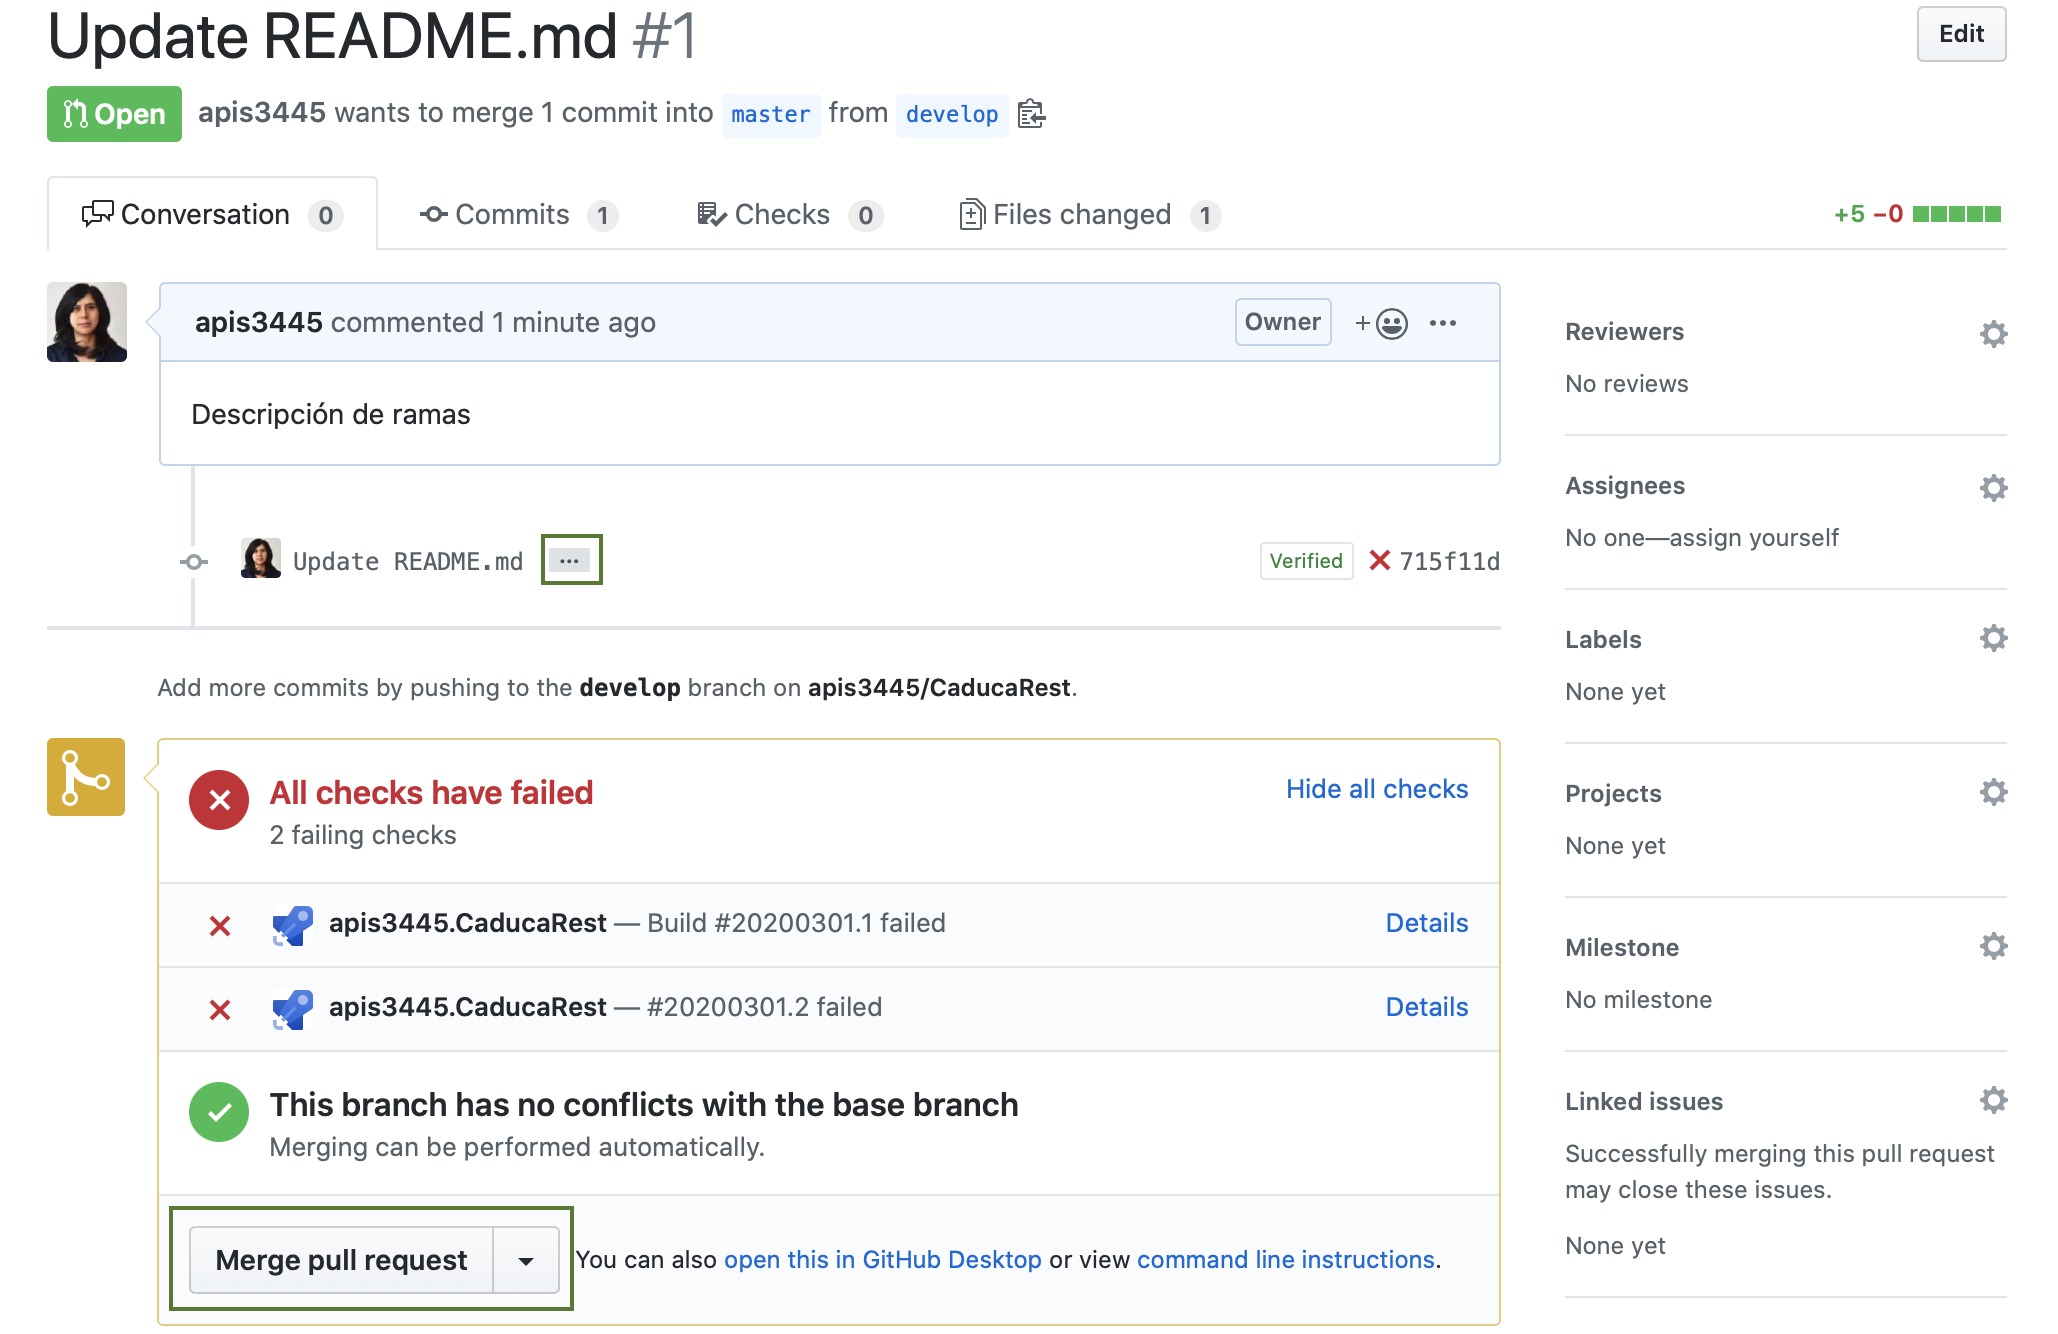 Update README.md #1
Edit
Open
apis3445 wants to merge 1 commit into master from develop
Conversation 0
Commits 1
Checks 0
Files changed 1
+5 −0
apis3445 commented 1 minute ago
Owner
Descripción de ramas
Update README.md
Verified
715f11d
Add more commits by pushing to the develop branch on apis3445/CaducaRest.
All checks have failed
2 failing checks
Hide all checks
apis3445.CaducaRest — Build #20200301.1 failed
Details
apis3445.CaducaRest — #20200301.2 failed
Details
This branch has no conflicts with the base branch
Merging can be performed automatically.
Merge pull request
You can also open this in GitHub Desktop or view command line instructions.
Reviewers
No reviews
Assignees
No one—assign yourself
Labels
None yet
Projects
None yet
Milestone
No milestone
Linked issues
Successfully merging this pull request
may close these issues.
None yet